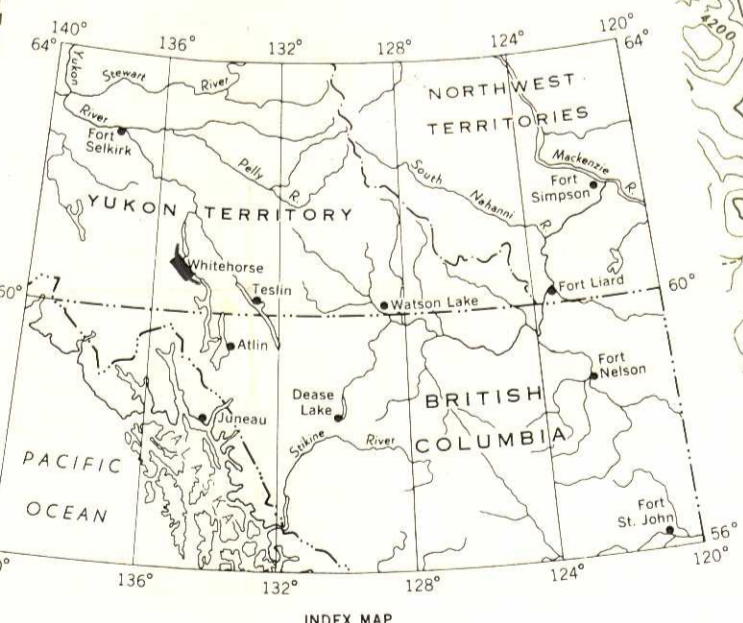 140°
136°
132°
128°
124°
120°
64°
64°
4200
Yukon
Stewart River
River
Fort
Selkirk
NORTHWEST
TERRITORIES
Pelly
R.
South
Nahanni
R.
Mackenzie
R.
Fort
Simpson
YUKON TERRITORY
Whitehorse
Teslin
Watson Lake
Fort Liard
60°
Atlin
Fort
Nelson
Dease
Lake
BRITISH
COLUMBIA
Juneau
Stikine River
PACIFIC
OCEAN
Fort
St. John
56°
136°
132°
128°
124°
120°
INDEX MAP